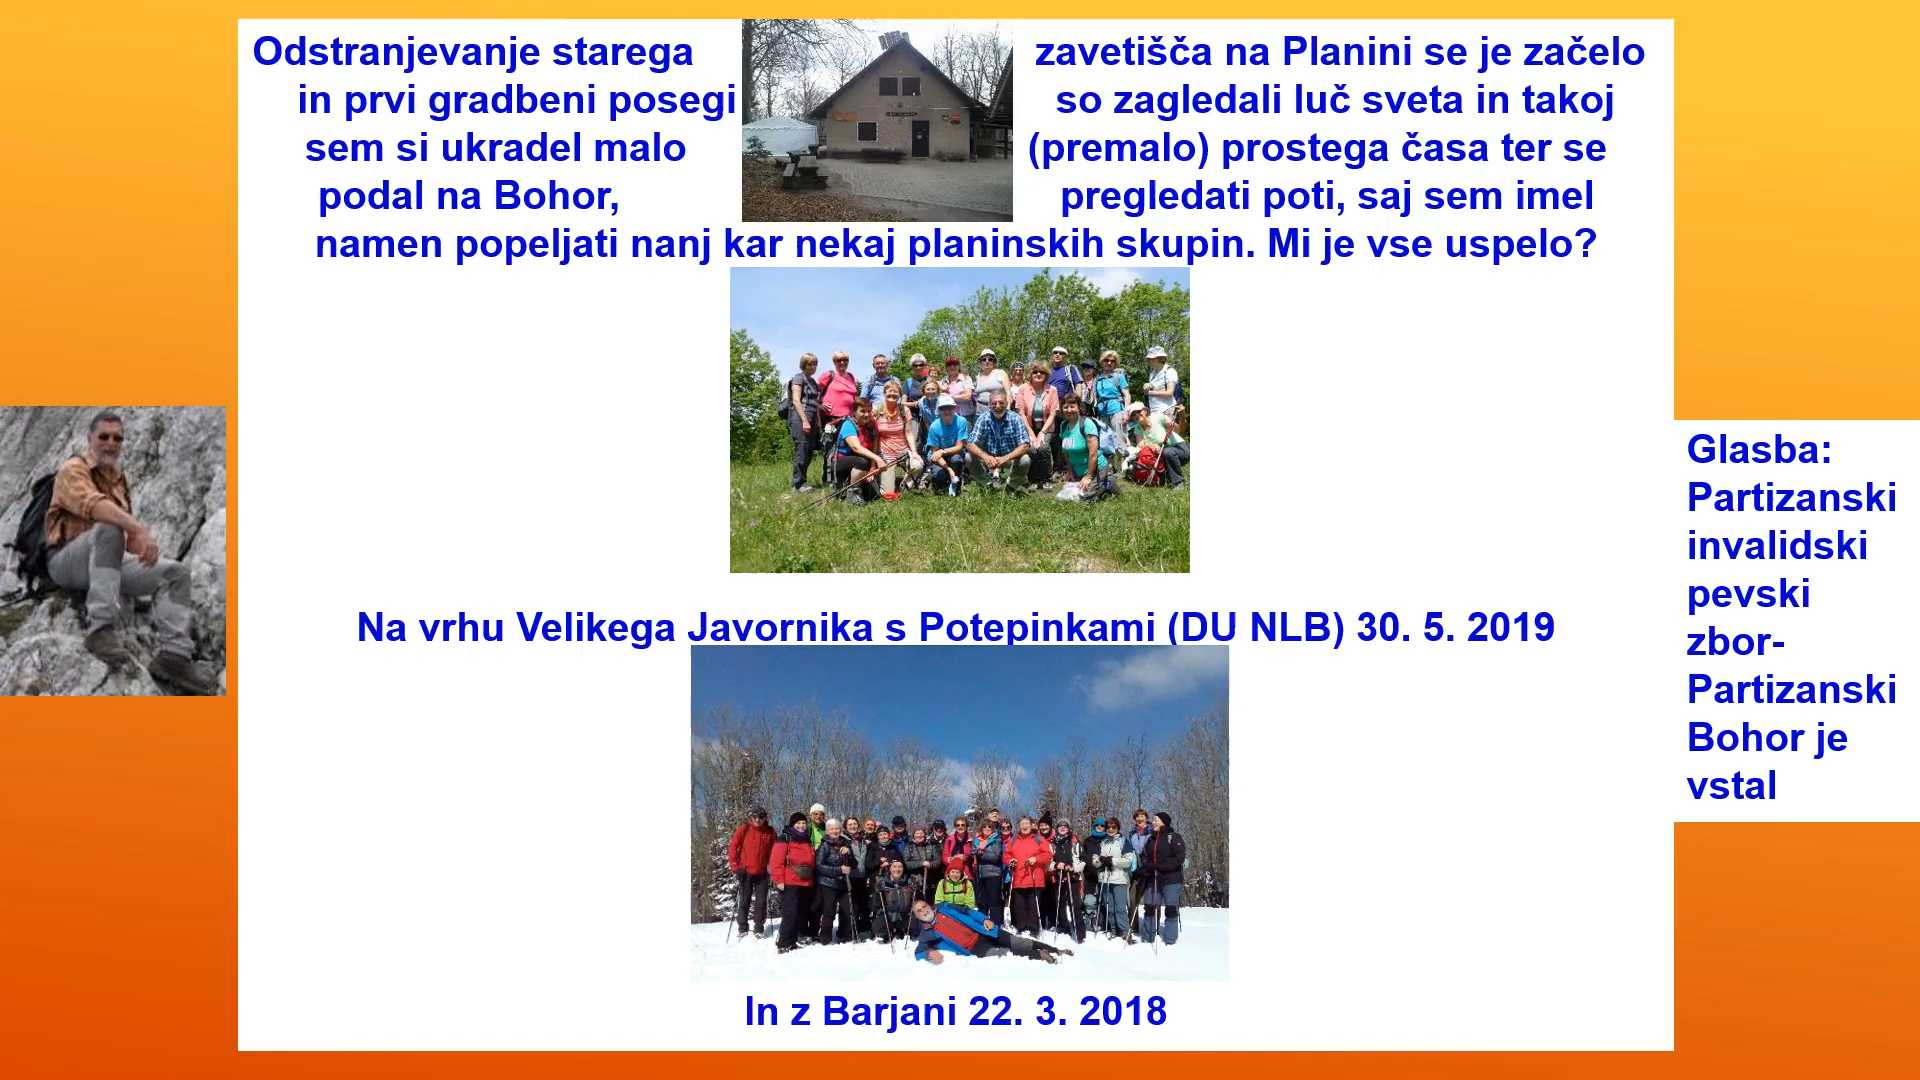 Odstranjevanje starega zavetišča na Planini se je začelo
in prvi gradbeni posegi so zagledali luč sveta in takoj
sem si ukradel malo (premalo) prostega časa ter se
podal na Bohor, pregledati poti, saj sem imel
namen popeljati nanj kar nekaj planinskih skupin. Mi je vse uspelo?
Na vrhu Velikega Javornika s Potepinkami (DU NLB) 30. 5. 2019
In z Barjani 22. 3. 2018
Glasba:
Partizanski
invalidski
pevski
zbor-
Partizanski
Bohor je
vstal